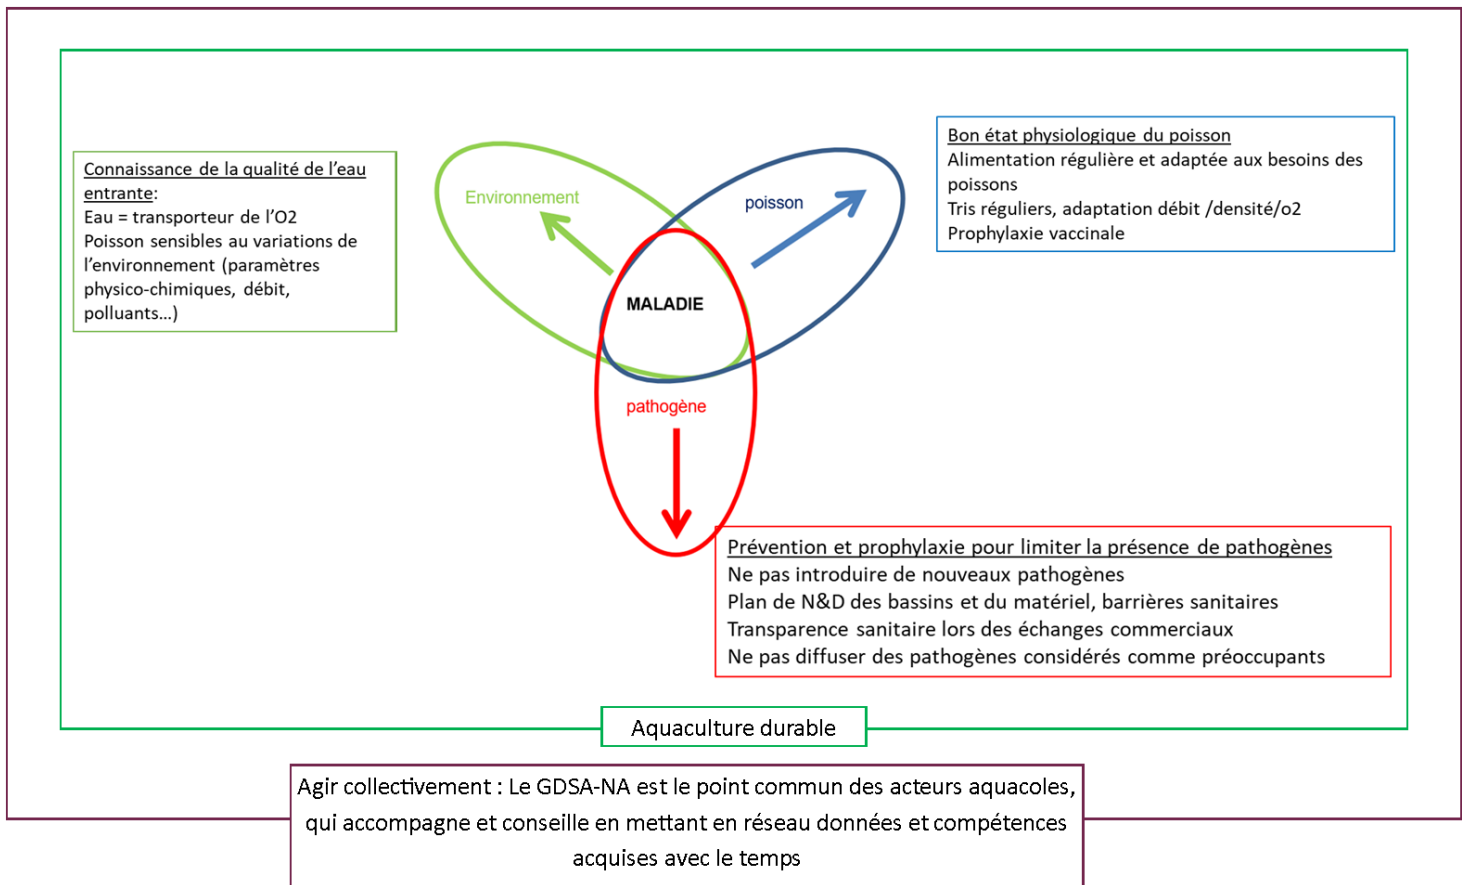 Connaissance de la qualité de l'eau
entrante:
Eau = transporteur de l'O2
Poisson sensibles au variations de
l'environnement (paramètres
physico-chimiques, débit,
polluants…)
Environnement
poisson
MALADIE
pathogène
Bon état physiologique du poisson
Alimentation régulière et adaptée aux besoins des
poissons
Tris réguliers, adaptation débit /densité/o2
Prophylaxie vaccinale
Prévention et prophylaxie pour limiter la présence de pathogènes
Ne pas introduire de nouveaux pathogènes
Plan de N&D des bassins et du matériel, barrières sanitaires
Transparence sanitaire lors des échanges commerciaux
Ne pas diffuser des pathogènes considérés comme préoccupants
Aquaculture durable
Agir collectivement : Le GDSA-NA est le point commun des acteurs aquacoles,
qui accompagne et conseille en mettant en réseau données et compétences
acquises avec le temps